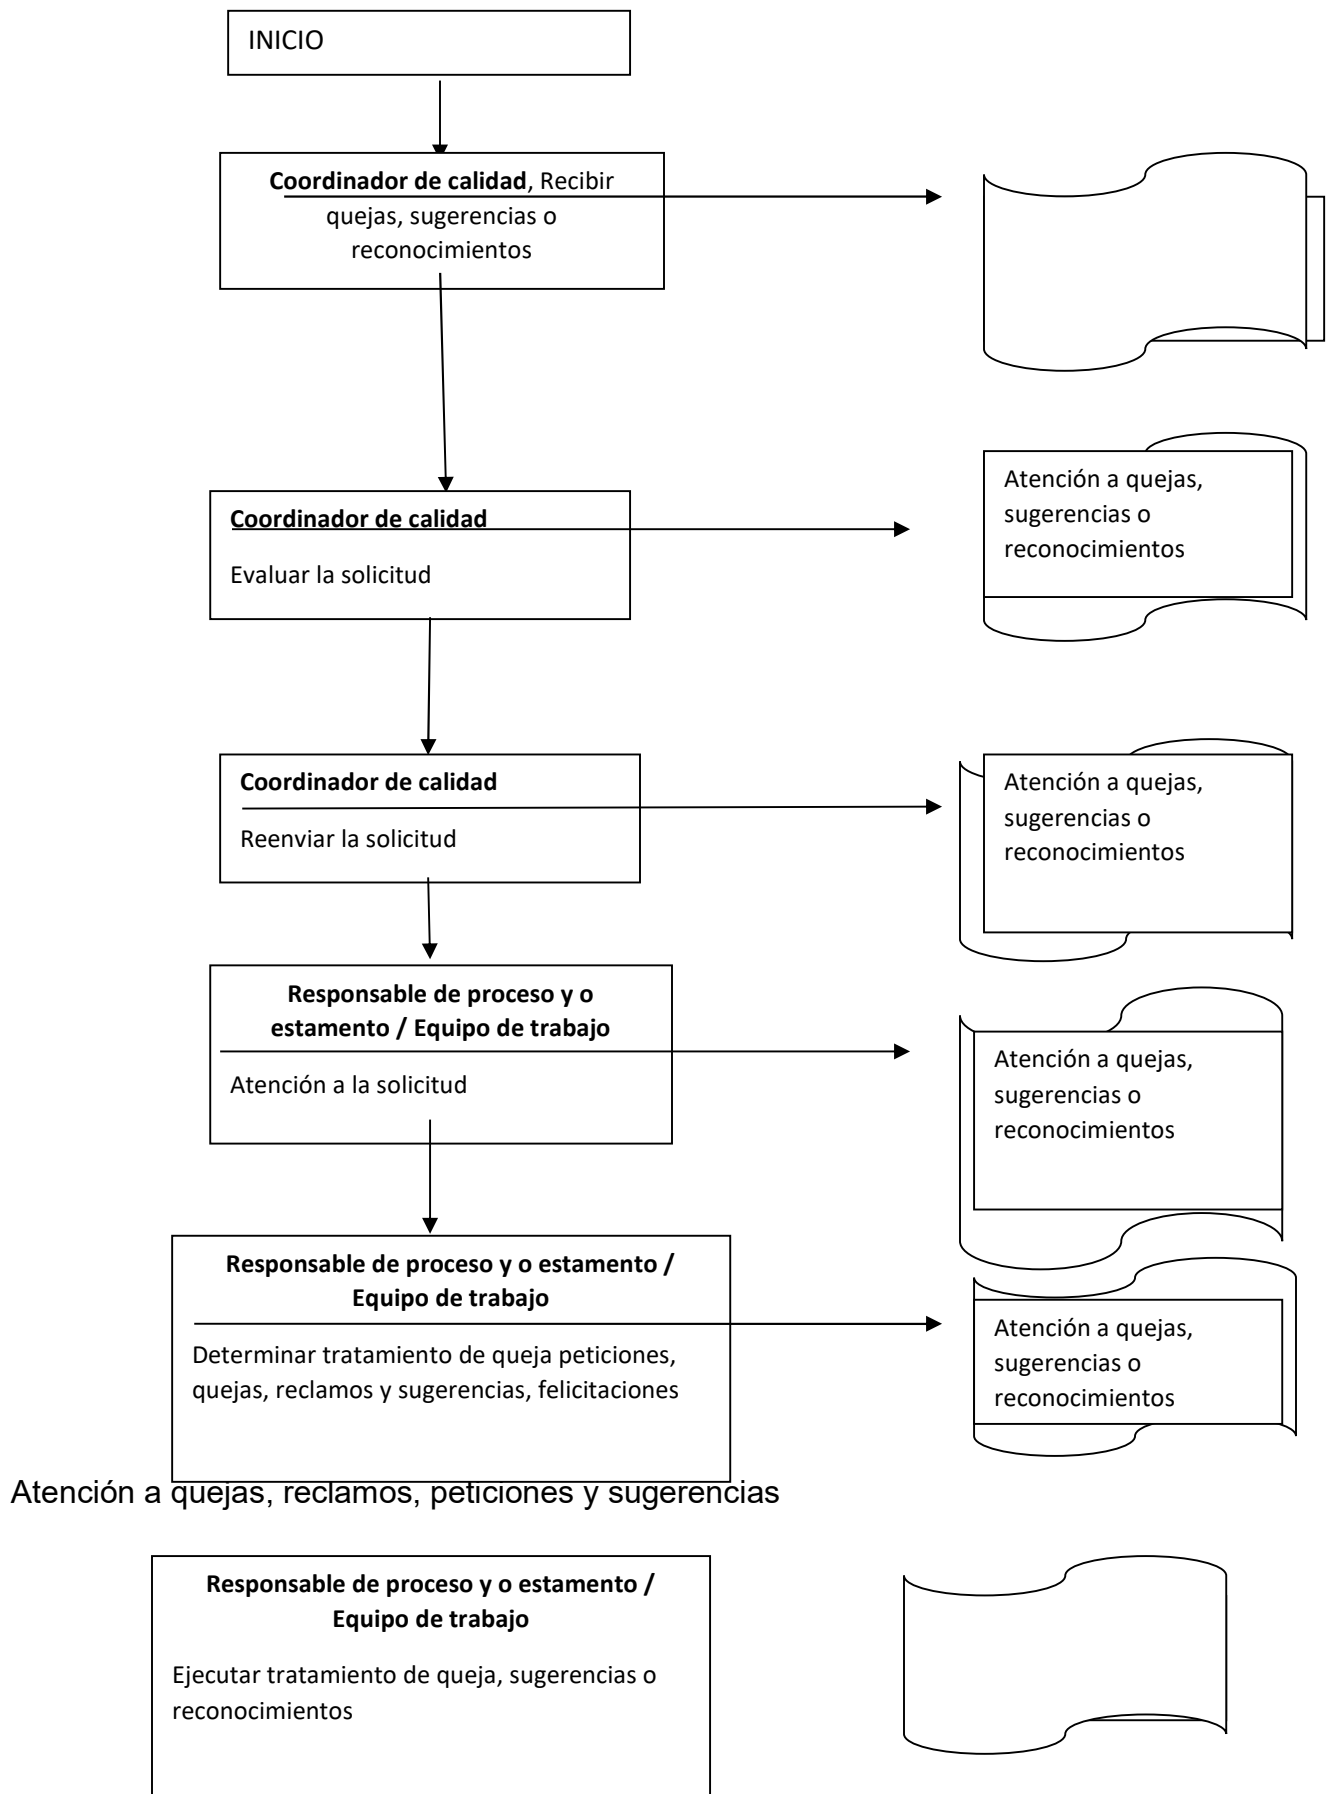 INICIO
Coordinador de calidad, Recibir
quejas, sugerencias o
reconocimientos
Coordinador de calidad
Evaluar la solicitud
Atención a quejas,
sugerencias o
reconocimientos
Coordinador de calidad
Reenviar la solicitud
Atención a quejas,
sugerencias o
reconocimientos
Responsable de proceso y o
estamento / Equipo de trabajo
Atención a la solicitud
Atención a quejas,
sugerencias o
reconocimientos
Responsable de proceso y o estamento /
Equipo de trabajo
Determinar tratamiento de queja peticiones,
quejas, reclamos y sugerencias, felicitaciones
Atención a quejas,
sugerencias o
reconocimientos
Atención a quejas, reclamos, peticiones y sugerencias
Responsable de proceso y o estamento /
Equipo de trabajo
Ejecutar tratamiento de queja, sugerencias o
reconocimientos